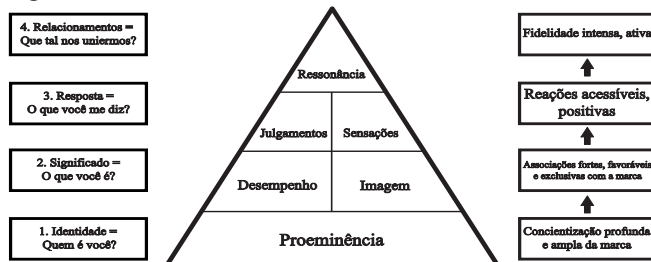 4. Relacionamentos =
Que tal nos unirmos?
3. Resposta =
O que você me diz?
2. Significado =
O que você é?
1. Identidade =
Quem é você?
Ressonância
Julgamentos
Sensações
Desempenho
Imagem
Proeminência
Fidelidade intensa, ativa
Reações acessíveis,
positivas
Associações fortes, favoráveis
e exclusivas com a marca
Concientização profunda
e ampla da marca